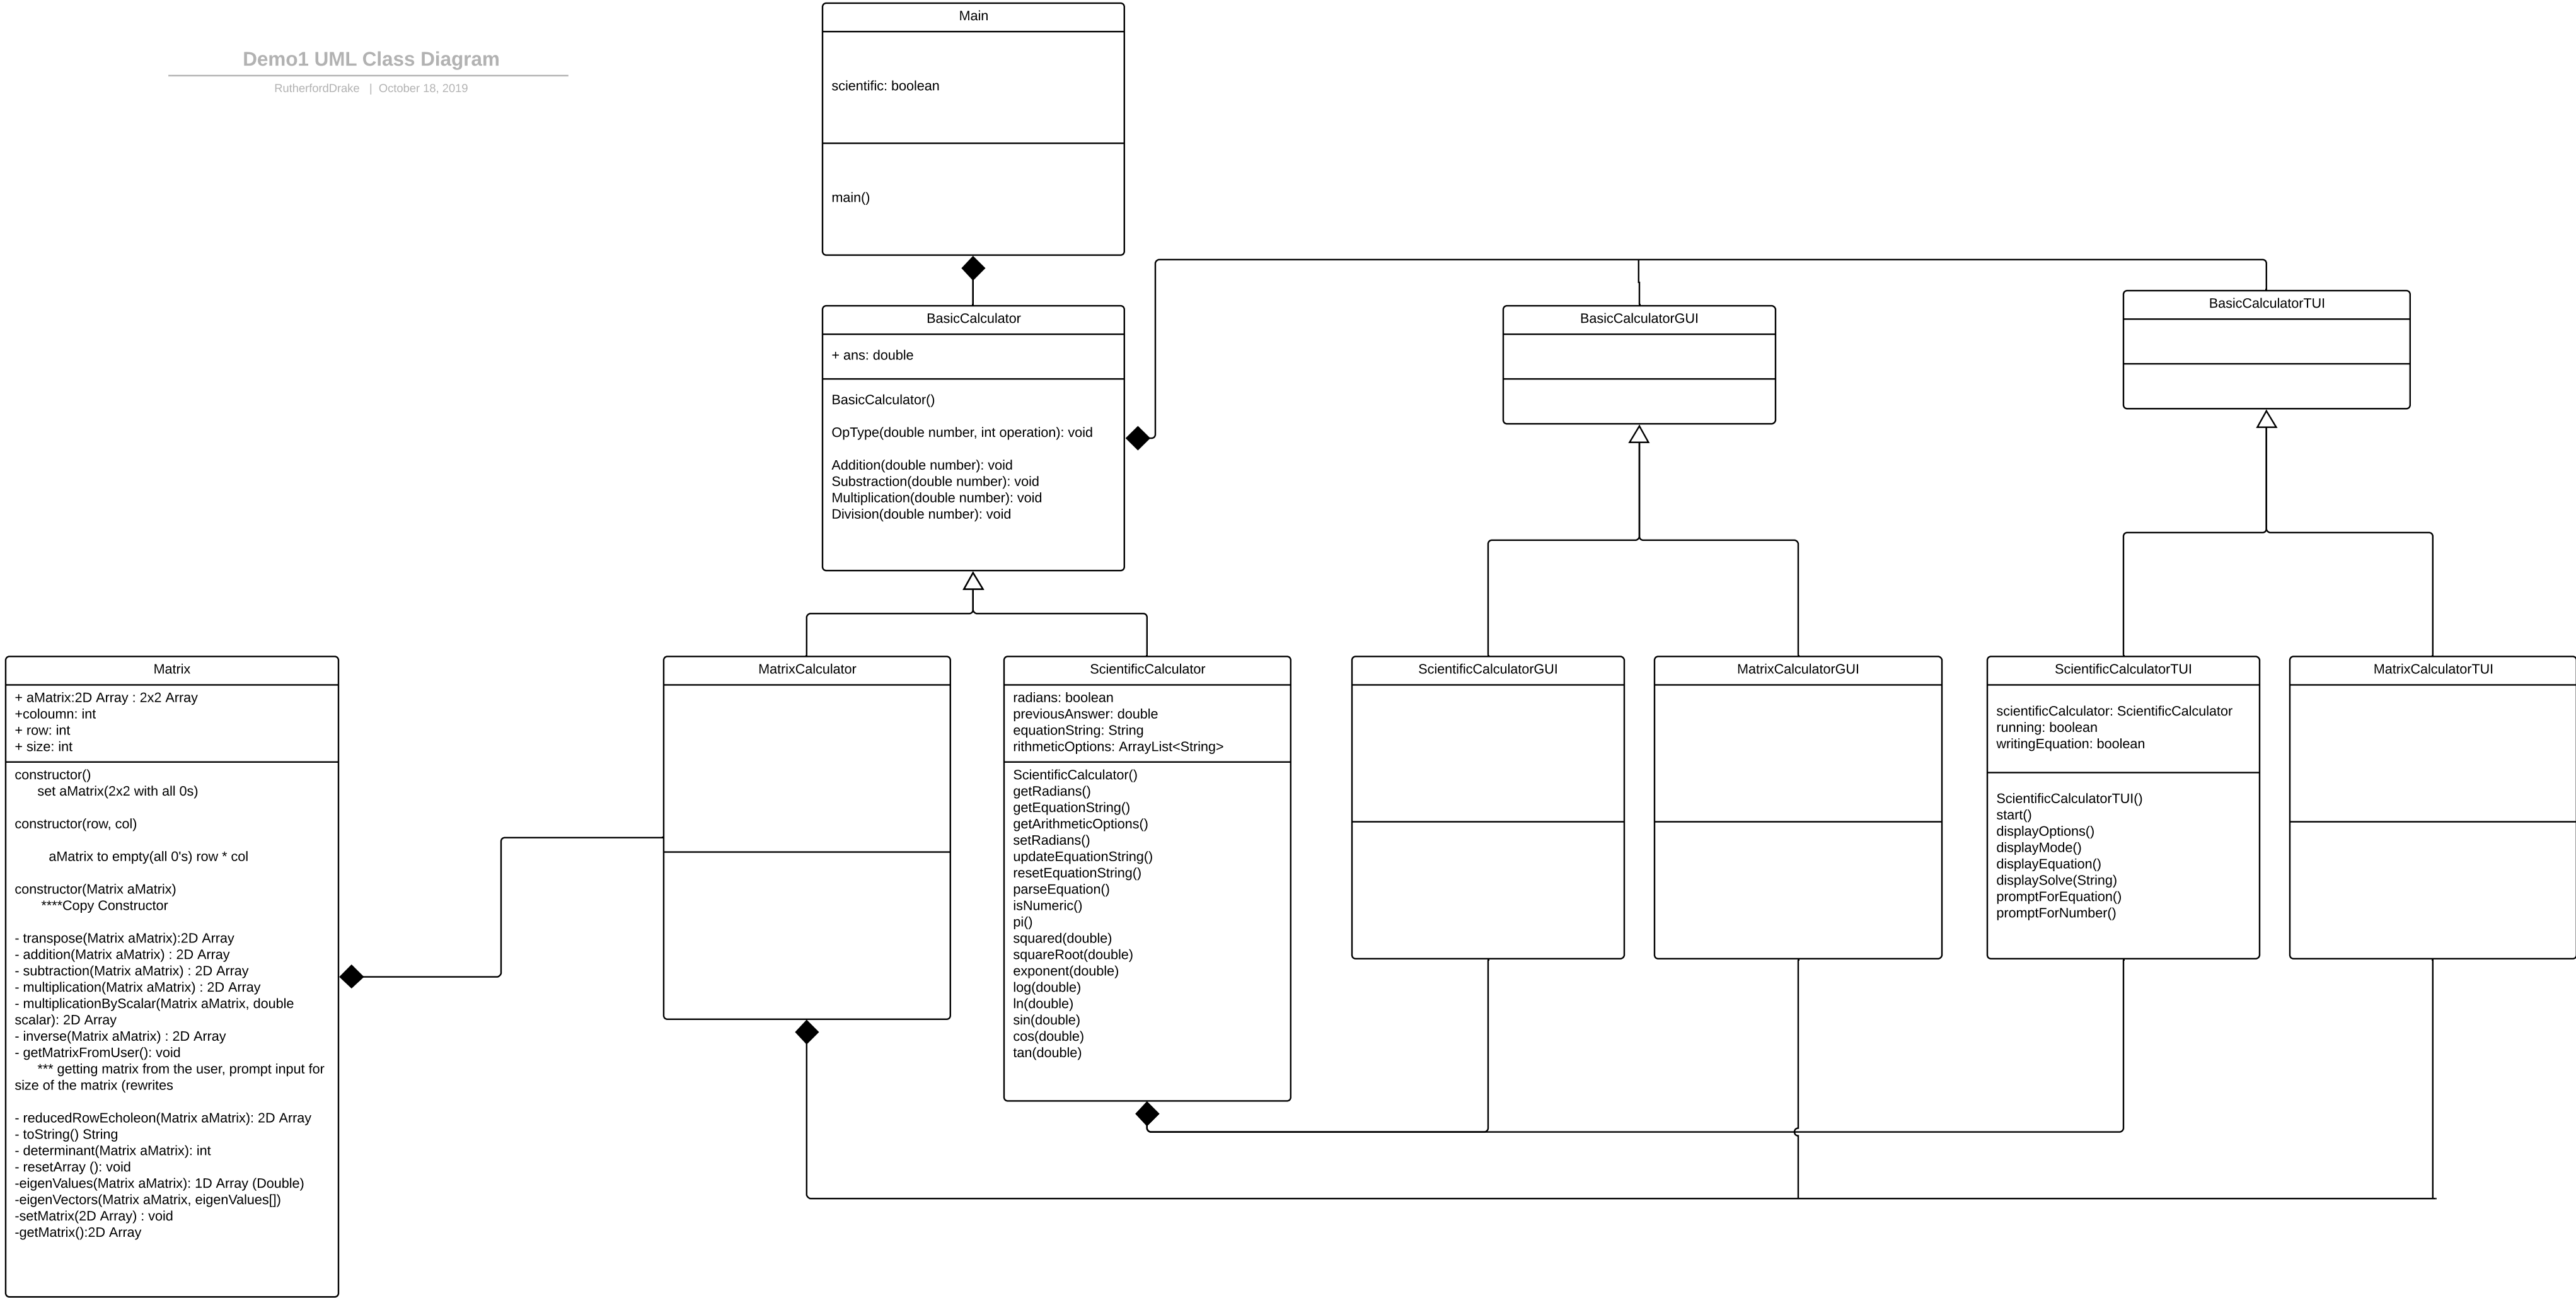 Demo1 UML Class Diagram
RutherfordDrake | October 18, 2019
Main
scientific: boolean
main()
BasicCalculator
+ ans: double
BasicCalculator()
OpType(double number, int operation): void
Addition(double number): void
Substraction(double number): void
Multiplication(double number): void
Division(double number): void
BasicCalculatorGUI
BasicCalculatorTUI
Matrix
+ aMatrix:2D Array : 2x2 Array
+coloumn: int
+ row: int
+ size: int
constructor()
set aMatrix(2x2 with all 0s)
constructor(row, col)
aMatrix to empty(all 0's) row * col
constructor(Matrix aMatrix)
****Copy Constructor
- transpose(Matrix aMatrix):2D Array
- addition(Matrix aMatrix) : 2D Array
- subtraction(Matrix aMatrix) : 2D Array
- multiplication(Matrix aMatrix) : 2D Array
- multiplicationByScalar(Matrix aMatrix, double
scalar): 2D Array
- inverse(Matrix aMatrix) : 2D Array
- getMatrixFromUser(): void
*** getting matrix from the user, prompt input for
size of the matrix (rewrites
- reducedRowEcholeon(Matrix aMatrix): 2D Array
- toString() String
- determinant(Matrix aMatrix): int
- resetArray (): void
-eigenValues(Matrix aMatrix): 1D Array (Double)
-eigenVectors(Matrix aMatrix, eigenValues[])
-setMatrix(2D Array) : void
-getMatrix():2D Array
MatrixCalculator
ScientificCalculator
radians: boolean
previousAnswer: double
equationString: String
rithmeticOptions: ArrayList<String>
ScientificCalculator()
getRadians()
getEquationString()
getArithmeticOptions()
setRadians()
updateEquationString()
resetEquationString()
parseEquation()
isNumeric()
pi()
squared(double)
squareRoot(double)
exponent(double)
log(double)
ln(double)
sin(double)
cos(double)
tan(double)
ScientificCalculatorGUI
MatrixCalculatorGUI
ScientificCalculatorTUI
scientificCalculator: ScientificCalculator
running: boolean
writingEquation: boolean
ScientificCalculatorTUI()
start()
displayOptions()
displayMode()
displayEquation()
displaySolve(String)
promptForEquation()
promptForNumber()
MatrixCalculatorTUI